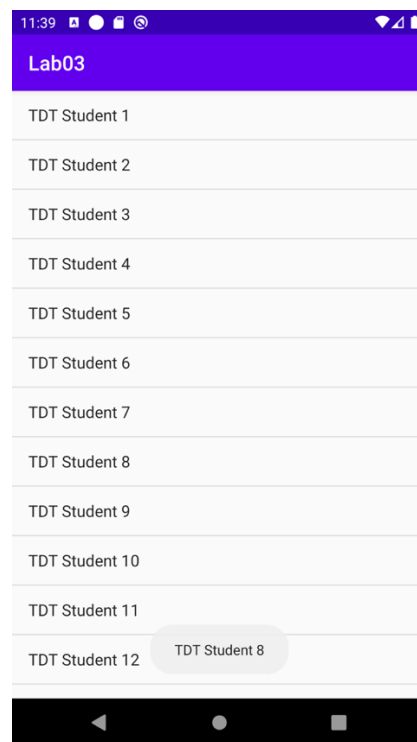 11:39
Lab03
TDT Student 1
TDT Student 2
TDT Student 3
TDT Student 4
TDT Student 5
TDT Student 6
TDT Student 7
TDT Student 8
TDT Student 9
TDT Student 10
TDT Student 11
TDT Student 12
TDT Student 8